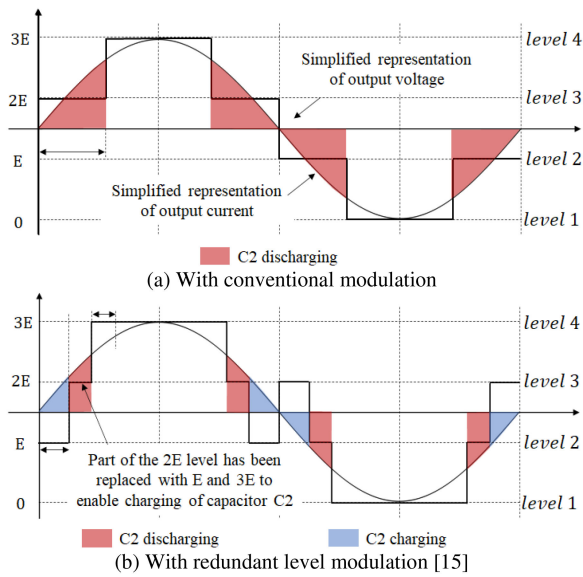 3E
level 4
Simplified representation
of output voltage
2E
level 3
E
level 2
Simplified representation
of output current
0
level 1
C2 discharging
(a) With conventional modulation
3E
level 4
2E
level 3
E
level 2
Part of the 2E level has been
replaced with E and 3E to
enable charging of capacitor C2
0
level 1
C2 discharging
C2 charging
(b) With redundant level modulation [15]